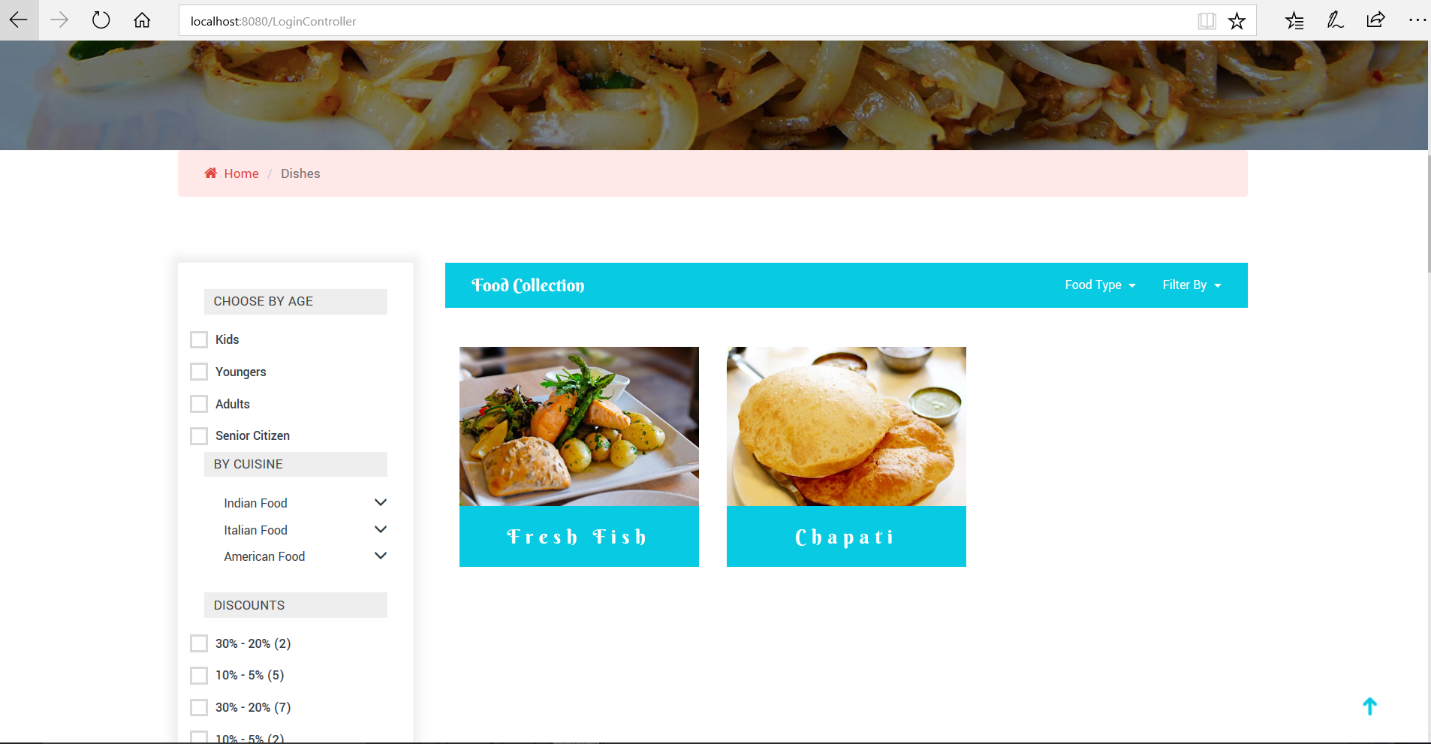 localhost:8080/LoginController
Home / Dishes
CHOOSE BY AGE
Kids
Youngers
Adults
Senior Citizen
BY CUISINE
Indian Food
Italian Food
American Food
DISCOUNTS
30% - 20% (2)
10% - 5% (5)
30% - 20% (7)
10% - 5% (2)
Food Collection
Food Type
Filter By
Fresh Fish
Chapati